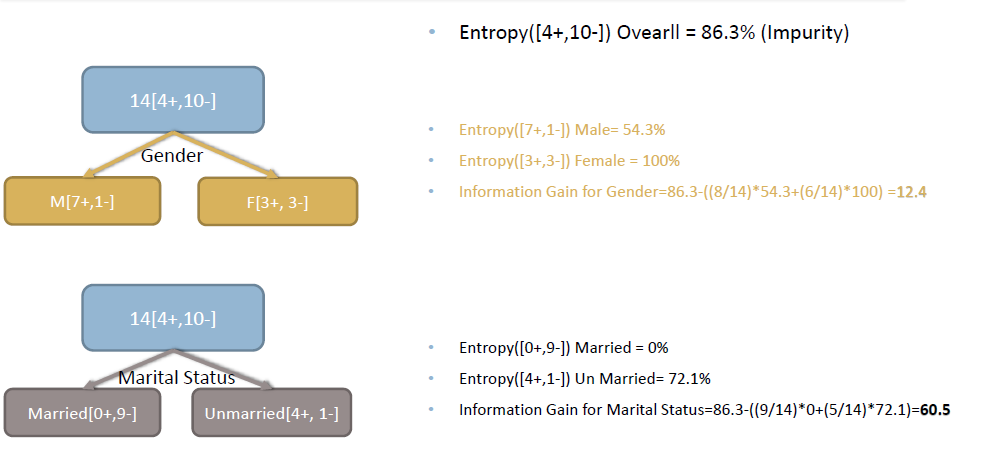 Entropy([4+,10-]) Ovearll = 86.3% (Impurity)
14[4+,10-]
Gender
M[7+,1-]
F[3+, 3-]
Entropy([7+,1-]) Male= 54.3%
Entropy([3+,3-]) Female = 100%
Information Gain for Gender=86.3-((8/14)*54.3+(6/14)*100) =12.4
14[4+,10-]
Marital Status
Married[0+,9-]
Unmarried[4+, 1-]
Entropy([0+,9-]) Married = 0%
Entropy([4+,1-]) Un Married= 72.1%
Information Gain for Marital Status=86.3-((9/14)*0+(5/14)*72.1)=60.5